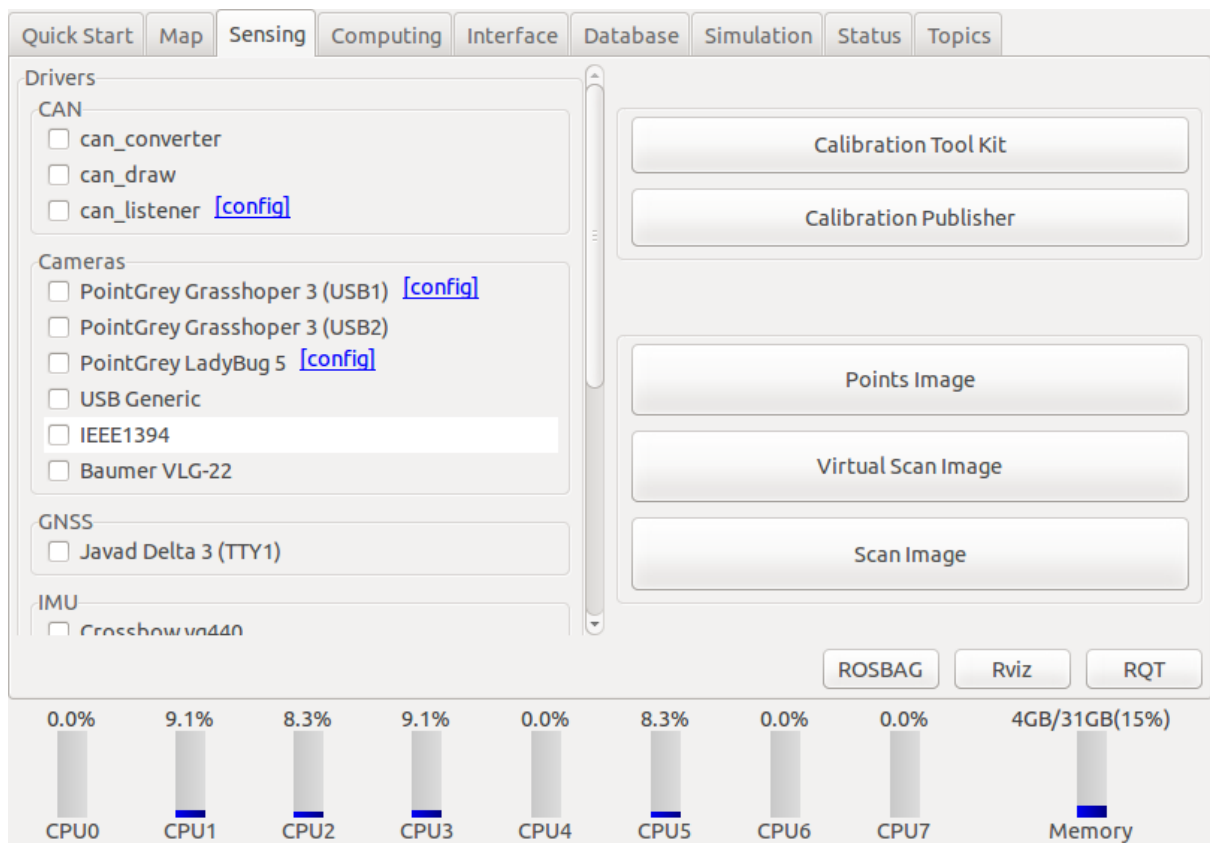 Quick Start Map Sensing Computing Interface Database Simulation Status Topics
Drivers
CAN
can_converter
can_draw
can_listener [config]
Cameras
PointGrey Grasshoper 3 (USB1) [config]
PointGrey Grasshoper 3 (USB2)
PointGrey LadyBug 5 [config]
USB Generic
IEEE1394
Baumer VLG-22
GNSS
Javad Delta 3 (TTY1)
IMU
Crossbow vg440
Calibration Tool Kit
Calibration Publisher
Points Image
Virtual Scan Image
Scan Image
ROSBAG Rviz RQT
0.0% 9.1% 8.3% 9.1% 0.0% 8.3% 0.0% 0.0% 4GB/31GB(15%)
CPU0 CPU1 CPU2 CPU3 CPU4 CPU5 CPU6 CPU7 Memory